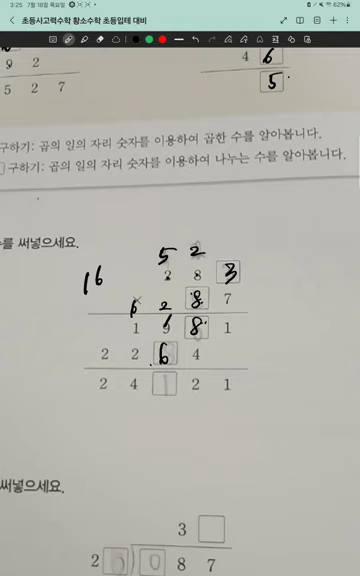 3:25 7월 18일 목요일
62%
초등사고력수학 황소수학 초등입테 대비
9 2
5 2 7
4 6
5
구하기: 곱의 일의 자리 숫자를 이용하여 곱한 수를 알아봅니다.
구하기: 곱의 일의 자리 숫자를 이용하여 나누는 수를 알아봅니다.
를 써넣으세요.
5 2
16 2 8 3
× 8 7
1 9 8 1
2 2 6 4
2 4 1 2 1
써넣으세요.
3
2 0 8 7